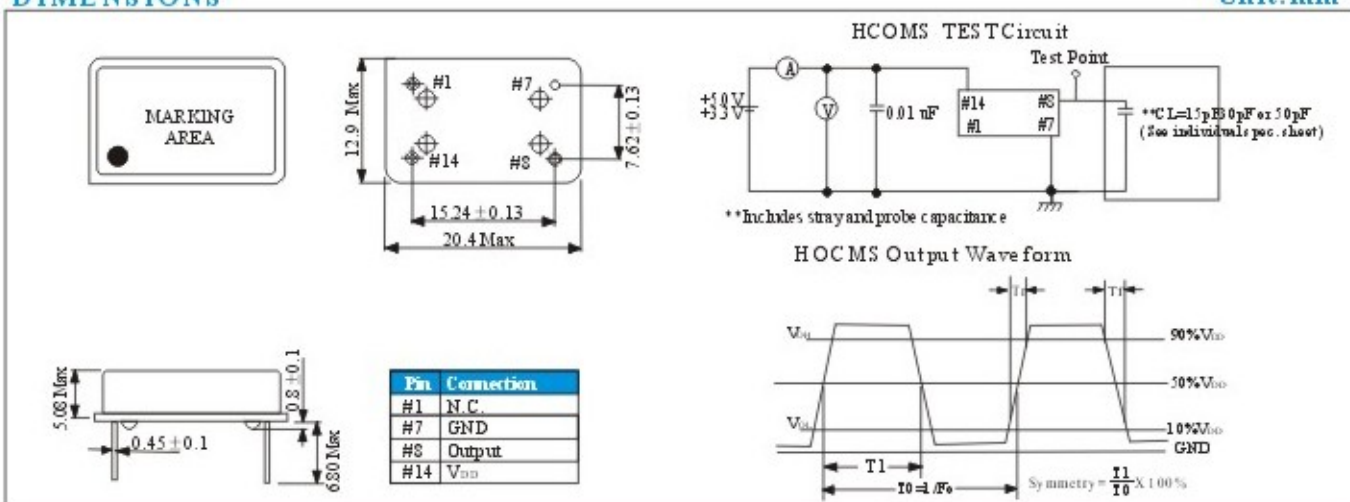 DIMENSIONS
Unit:mm
MARKING
AREA
12.9 Max
#1
#7
#14
#8
7.62±0.13
15.24±0.13
20.4 Max
HCOMS TEST Circuit
Test Point
A
V
+5.0V
+3.3V
0.01 uF
#14
#8
#1
#7
**CL=15pF30pF or 50pF
(See individual spec. sheet)
**Includes stray and probe capacitance
5.08 Max
0.8±0.1
0.45±0.1
6.80 Max
Pin Connection
#1 N.C.
#7 GND
#8 Output
#14 VDD
HOCMS Output Waveform
Tr
Tf
VOH
90%VDD
50%VDD
VOL
10%VDD
GND
T1
T0=1/Fo
Symmetry = T1/T0 X 100%